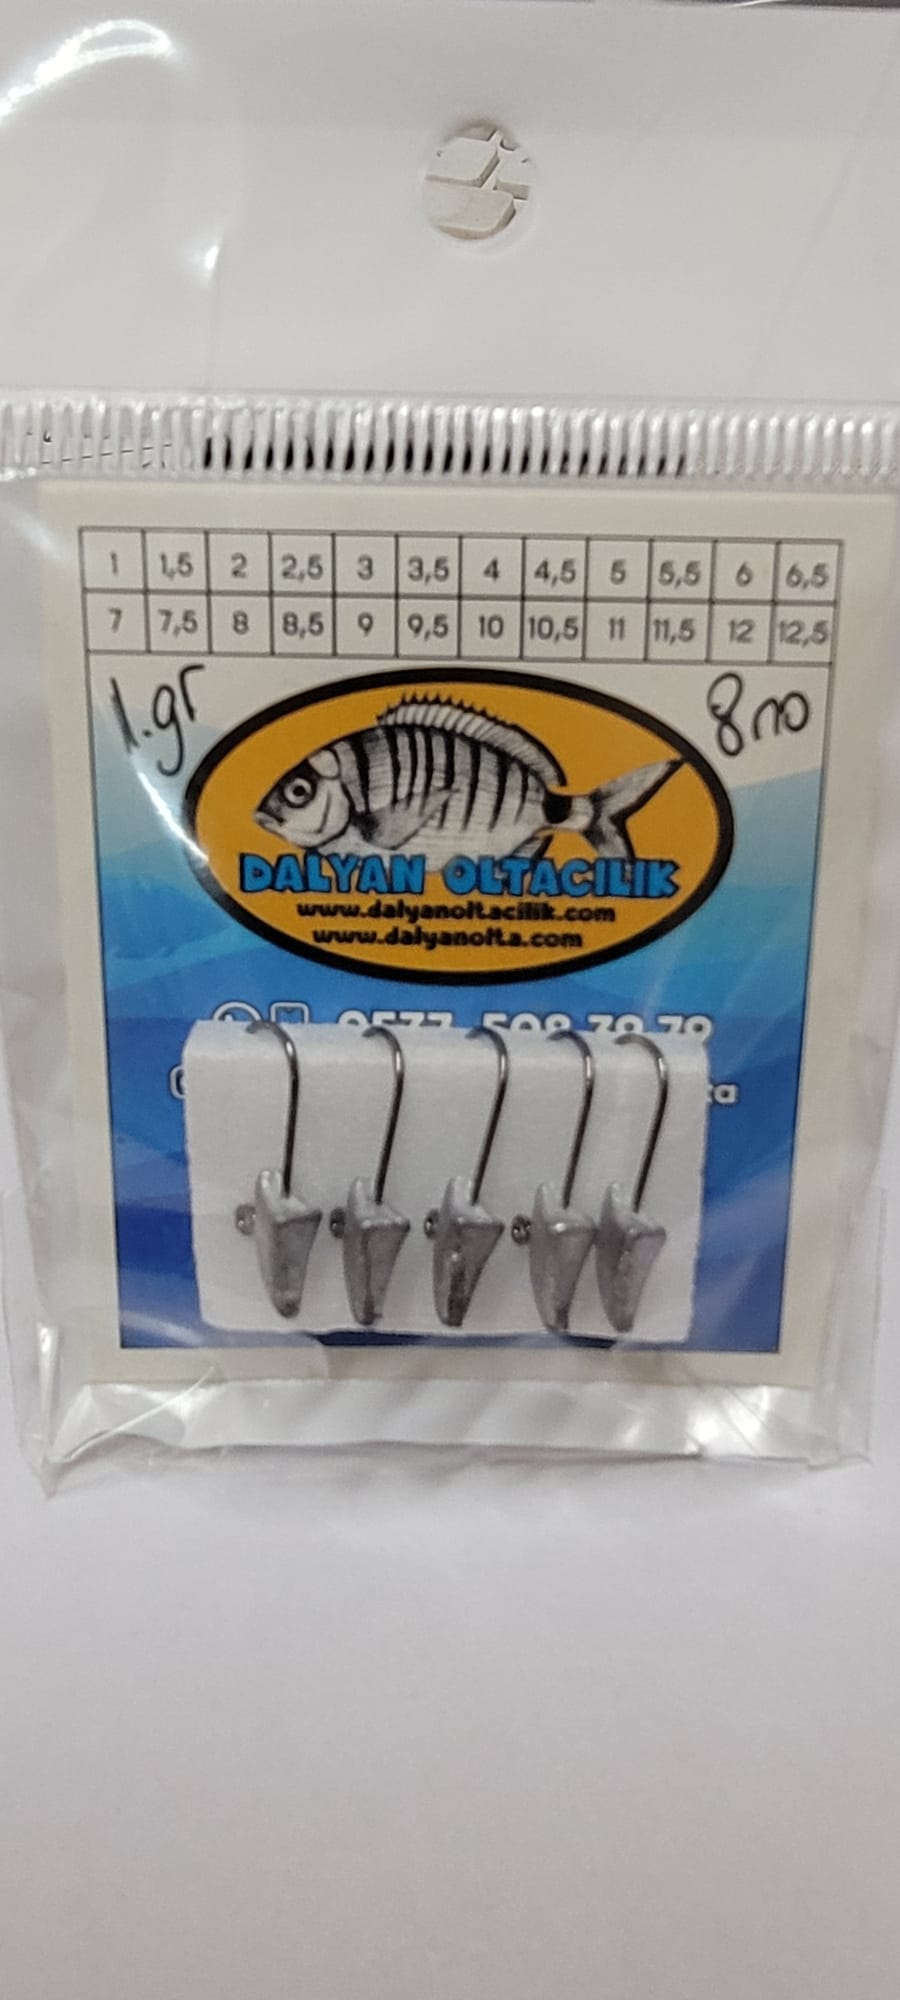 1 1,5 2 2,5 3 3,5 4 4,5 5 5,5 6 6,5
7 7,5 8 8,5 9 9,5 10 10,5 11 11,5 12 12,5
1.gr 8no
DALYAN OLTACILIK
www.dalyanoltacilik.com
www.dalyanolta.com